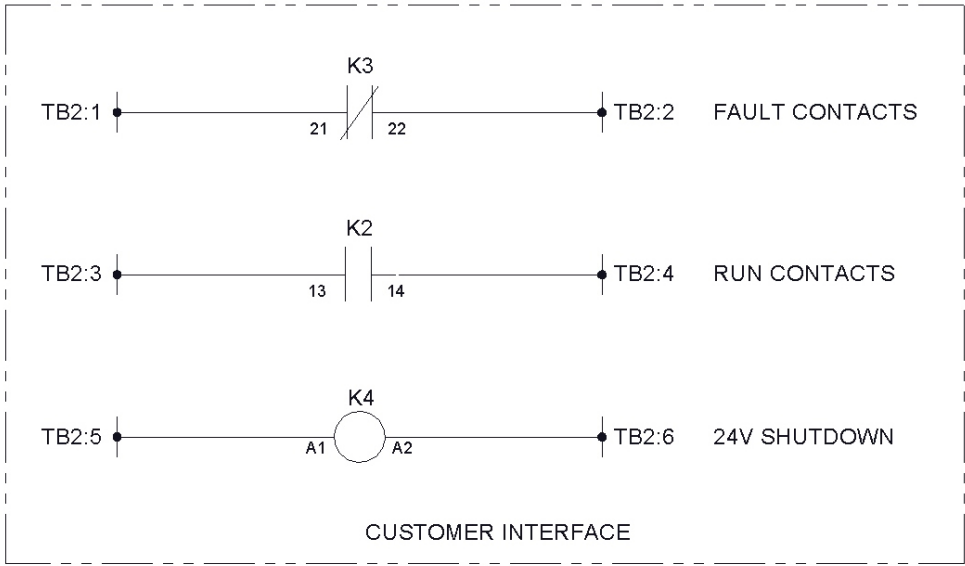 K3
TB2:1 TB2:2 FAULT CONTACTS
21 22
K2
TB2:3 TB2:4 RUN CONTACTS
13 14
K4
TB2:5 TB2:6 24V SHUTDOWN
A1 A2
CUSTOMER INTERFACE